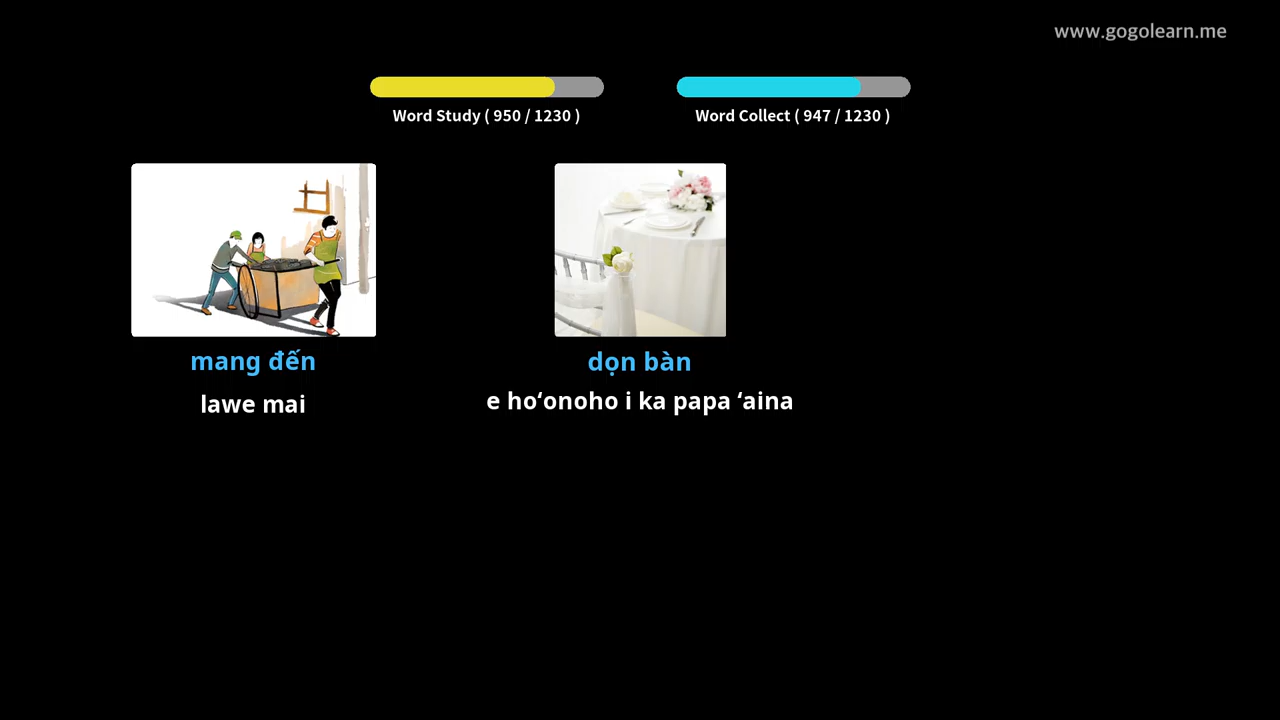 www.gogolearn.me
Word Study ( 950 / 1230 )
Word Collect ( 947 / 1230 )
mang đến
lawe mai
dọn bàn
e hoʻonoho i ka papa ʻaina